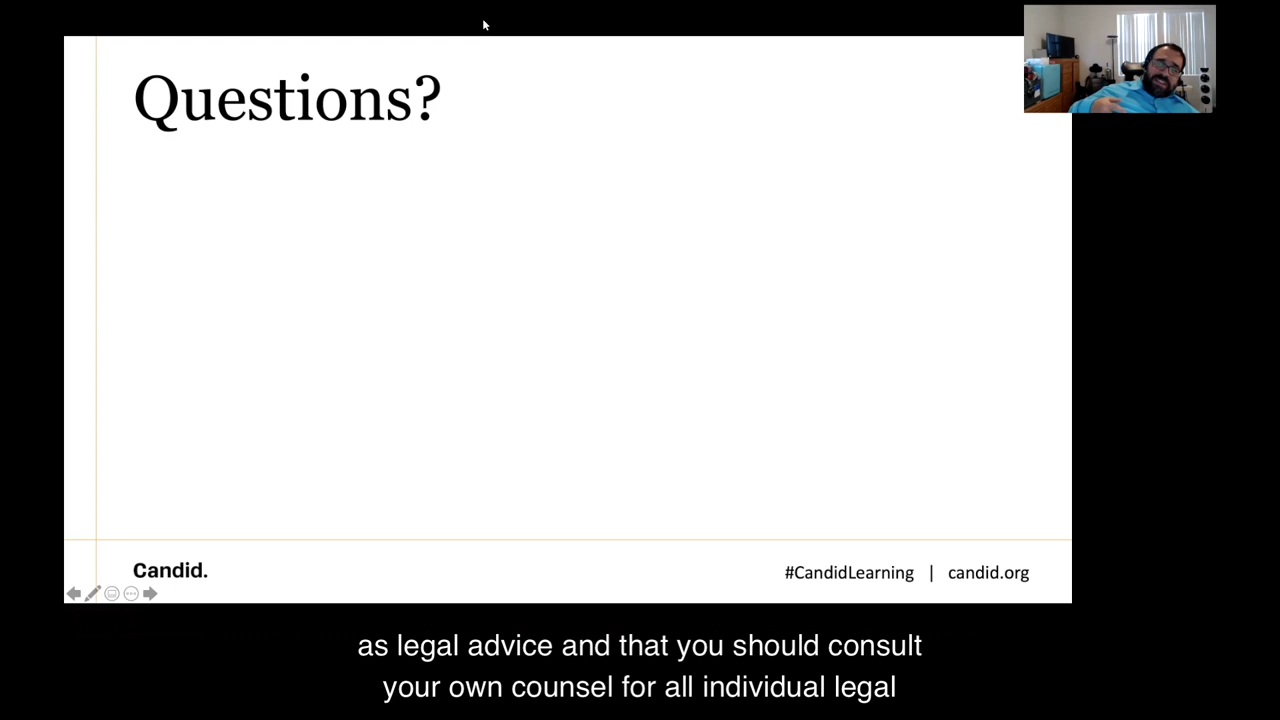 Questions?
Candid.
#CandidLearning | candid.org
as legal advice and that you should consult
your own counsel for all individual legal